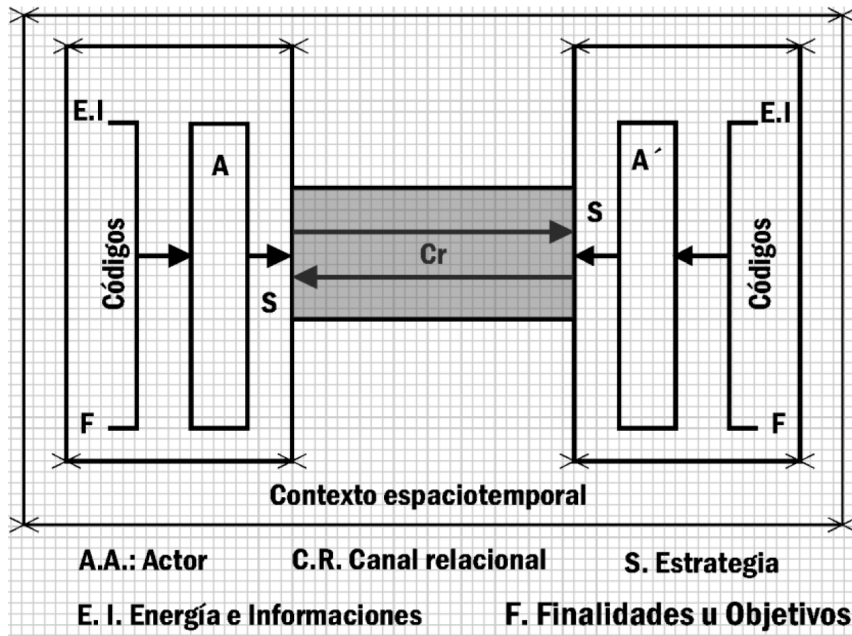 E.I
E.I
A
A´
S
Códigos
Cr
Códigos
S
F
F
Contexto espaciotemporal
A.A.: Actor
C.R. Canal relacional
S. Estrategia
E. I. Energía e Informaciones
F. Finalidades u Objetivos